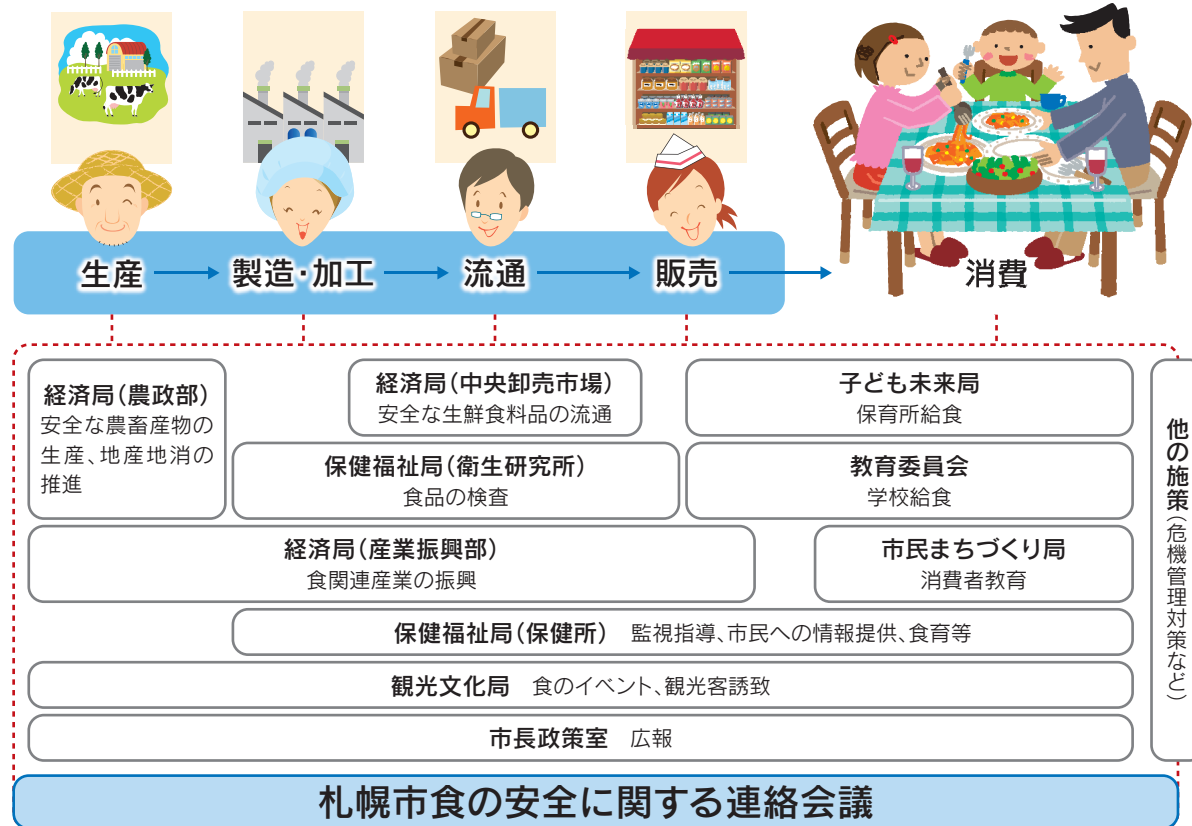 生産
製造・加工
流通
販売
消費
経済局(農政部)
安全な農畜産物の
生産、地産地消の
推進
経済局(中央卸売市場)
安全な生鮮食料品の流通
子ども未来局
保育所給食
保健福祉局(衛生研究所)
食品の検査
教育委員会
学校給食
経済局(産業振興部)
食関連産業の振興
市民まちづくり局
消費者教育
保健福祉局(保健所) 監視指導、市民への情報提供、食育等
観光文化局 食のイベント、観光客誘致
市長政策室 広報
他の施策(危機管理対策など)
札幌市食の安全に関する連絡会議